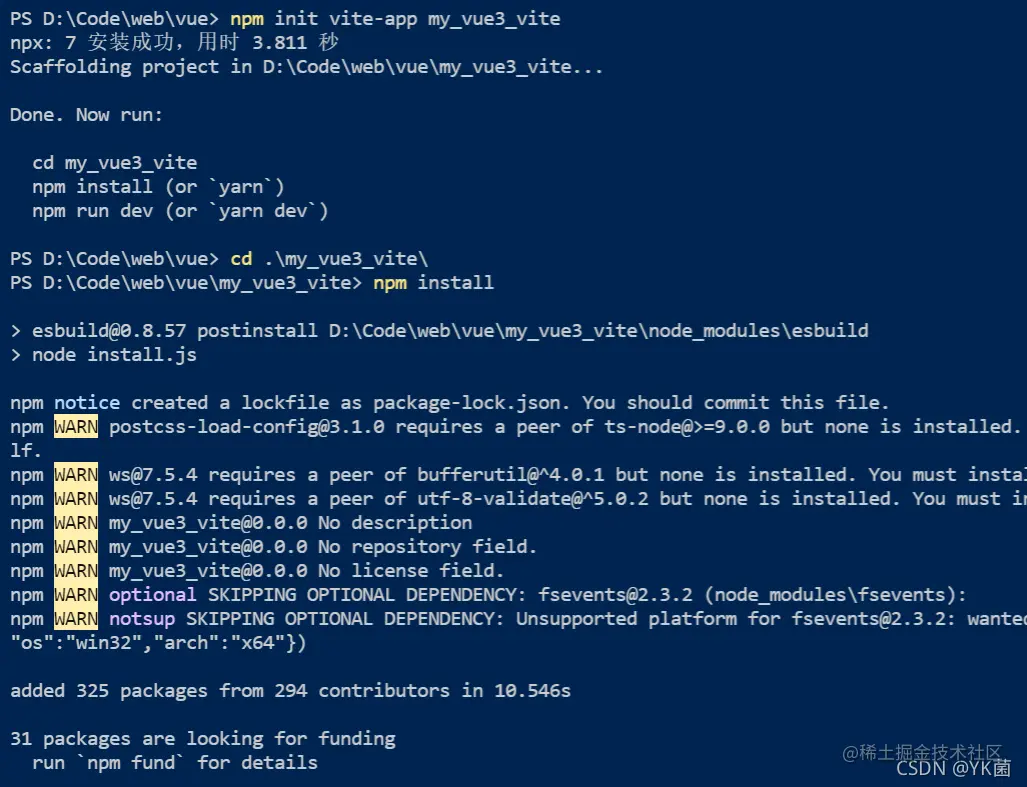 PS D:\Code\web\vue> npm init vite-app my_vue3_vite
npx: 7 安装成功，用时 3.811 秒
Scaffolding project in D:\Code\web\vue\my_vue3_vite...
Done. Now run:
cd my_vue3_vite
npm install (or `yarn`)
npm run dev (or `yarn dev`)
PS D:\Code\web\vue> cd .\my_vue3_vite\
PS D:\Code\web\vue\my_vue3_vite> npm install
> esbuild@0.8.57 postinstall D:\Code\web\vue\my_vue3_vite\node_modules\esbuild
> node install.js
npm notice created a lockfile as package-lock.json. You should commit this file.
npm WARN postcss-load-config@3.1.0 requires a peer of ts-node@>=9.0.0 but none is installed.
lf.
npm WARN ws@7.5.4 requires a peer of bufferutil@^4.0.1 but none is installed. You must instal
npm WARN ws@7.5.4 requires a peer of utf-8-validate@^5.0.2 but none is installed. You must in
npm WARN my_vue3_vite@0.0.0 No description
npm WARN my_vue3_vite@0.0.0 No repository field.
npm WARN my_vue3_vite@0.0.0 No license field.
npm WARN optional SKIPPING OPTIONAL DEPENDENCY: fsevents@2.3.2 (node_modules\fsevents):
npm WARN notsup SKIPPING OPTIONAL DEPENDENCY: Unsupported platform for fsevents@2.3.2: wanted
"os":"win32","arch":"x64"})
added 325 packages from 294 contributors in 10.546s
31 packages are looking for funding
run `npm fund` for details
@稀土掘金技术社区
CSDN @YK菌